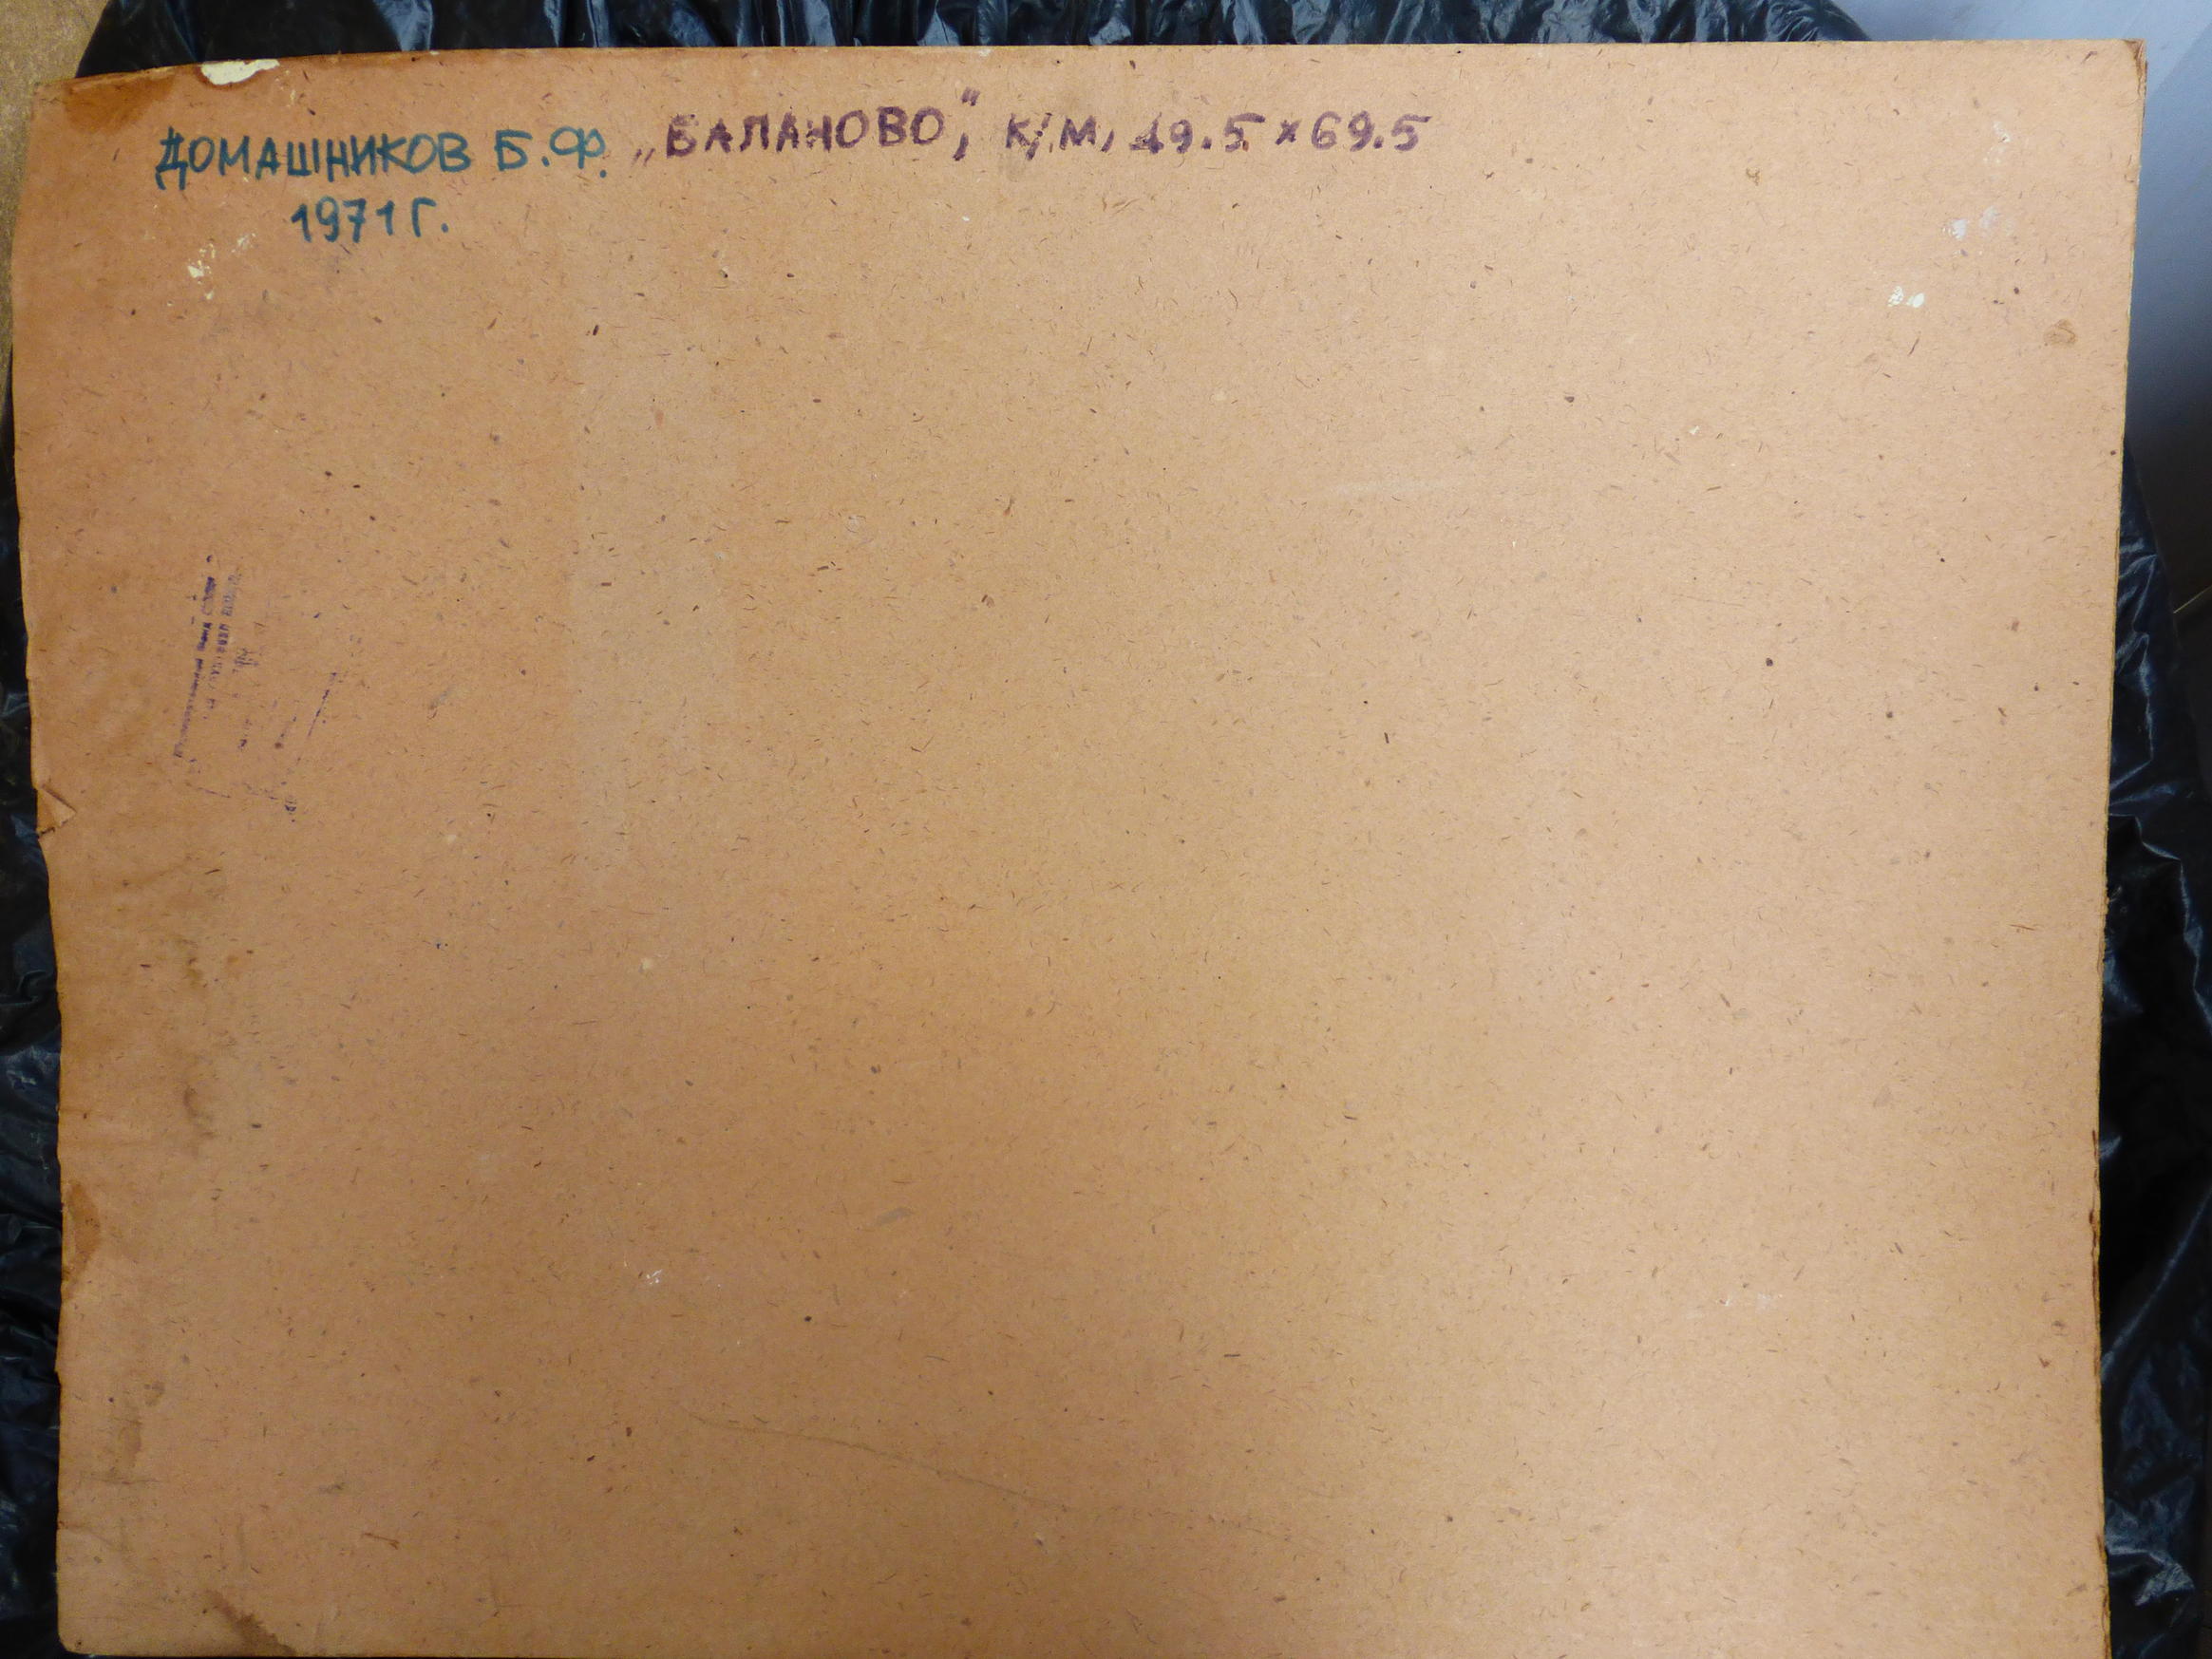 ДОМАШНИКОВ Б.Ф. „БАЛАНОВО", К/М, 49.5 x 69.5
1971 Г.